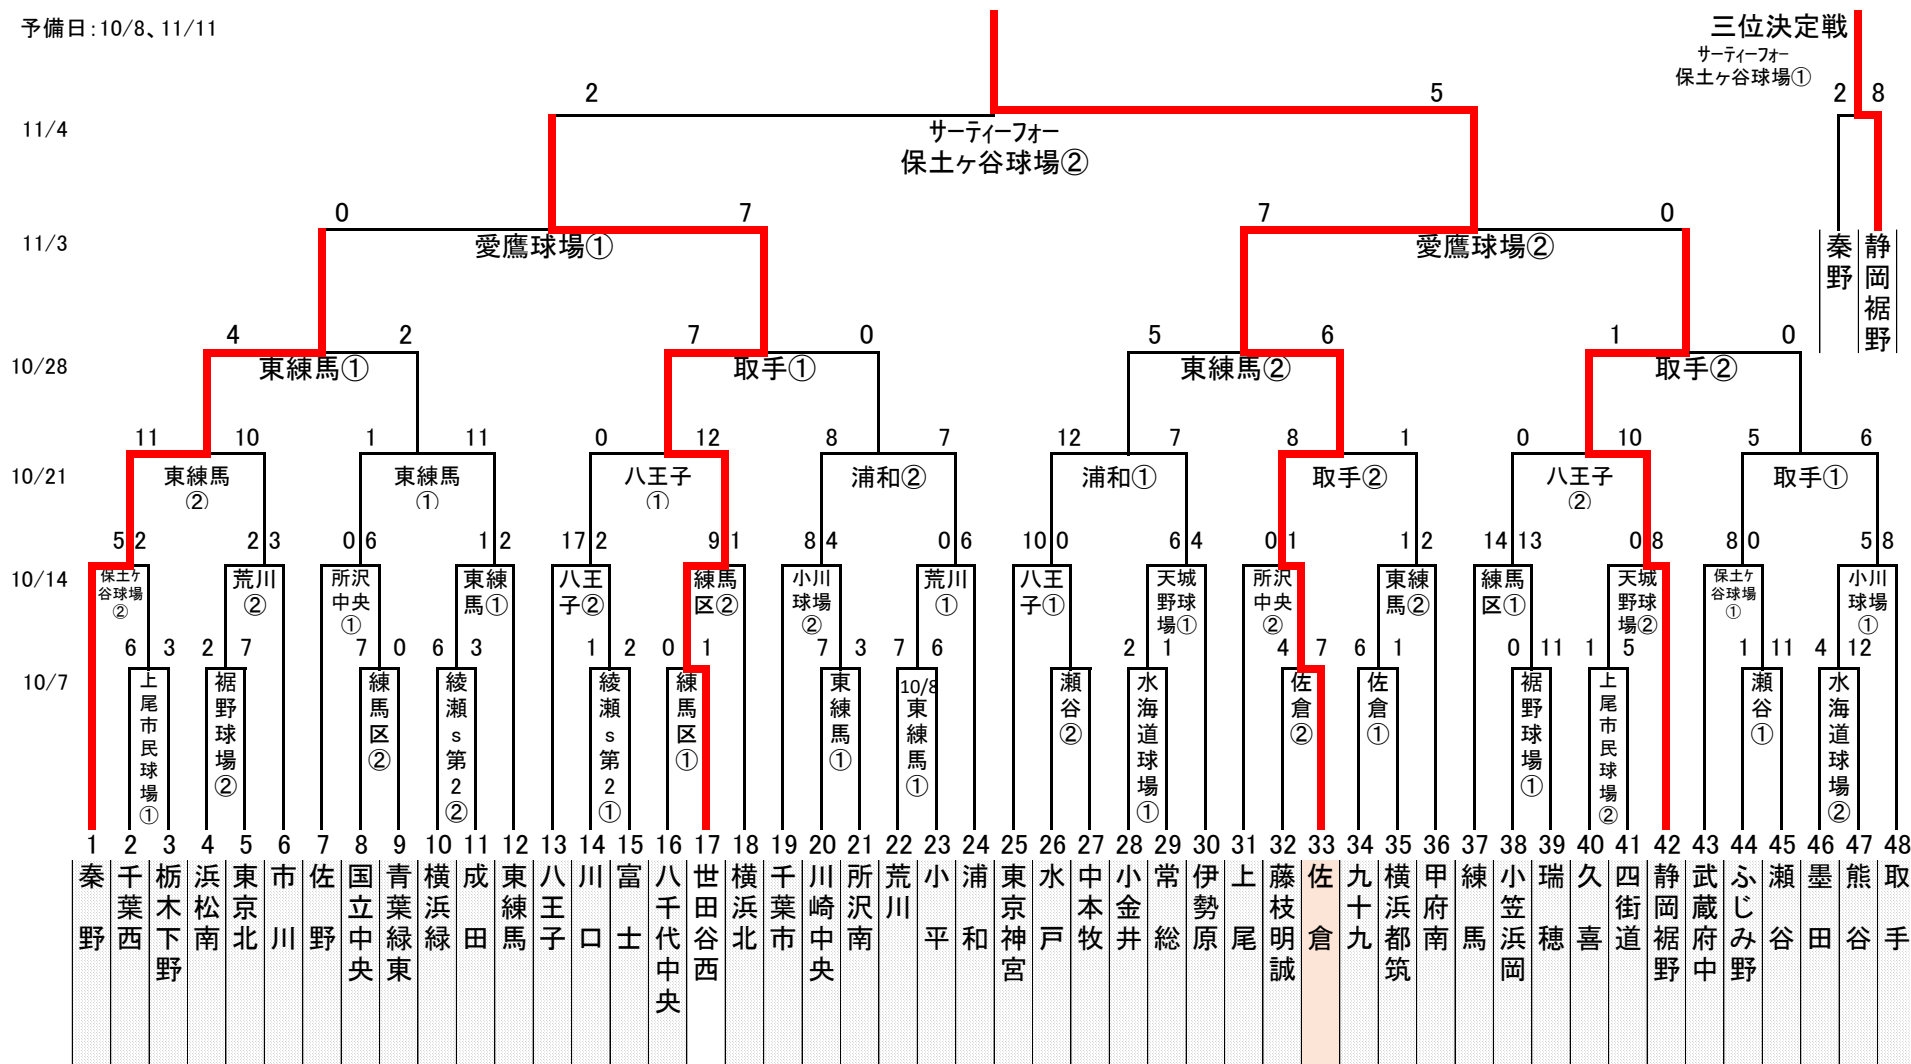 予備日:10/8、11/11
三位決定戦
サーティーフォー
保土ヶ谷球場①
2 8
秦野
静岡裾野
2 5
11/4
サーティーフォー
保土ヶ谷球場②
0 7 7 0
11/3
愛鷹球場① 愛鷹球場②
4 2 7 0 5 6 1 0
10/28
東練馬① 取手① 東練馬② 取手②
11 10 1 11 0 12 8 7 12 7 8 1 0 10 5 6
10/21
東練馬② 東練馬① 八王子① 浦和② 浦和① 取手② 八王子② 取手①
5 2 2 3 0 6 1 2 17 2 9 1 8 4 0 6 10 0 6 4 0 1 1 2 14 13 0 8 8 0 5 8
10/14
保土ヶ谷球場② 荒川② 所沢中央① 東練馬① 八王子② 練馬区② 小川球場② 荒川① 八王子① 天城野球場① 所沢中央② 東練馬② 練馬区① 天城野球場② 保土ヶ谷球場① 小川球場①
6 3 2 7 7 0 6 3 1 2 0 1 7 3 7 6 2 1 4 7 6 1 0 11 1 5 1 11 4 12
10/7
上尾市民球場① 裾野球場② 練馬区② 綾瀬s第2② 綾瀬s第2① 練馬区① 東練馬① 10/8東練馬① 瀬谷② 水海道球場① 佐倉② 佐倉① 裾野球場① 上尾市民球場② 瀬谷① 水海道球場②
1 2 3 4 5 6 7 8 9 10 11 12 13 14 15 16 17 18 19 20 21 22 23 24 25 26 27 28 29 30 31 32 33 34 35 36 37 38 39 40 41 42 43 44 45 46 47 48
秦野
千葉西
栃木下野
浜松南
東京北
市川
佐野
国立中央
青葉緑東
横浜緑
成田
東練馬
八王子
川口
富士
八千代中央
世田谷西
横浜北
千葉市
川崎中央
所沢南
荒川
小平
浦和
東京神宮
水戸
中本牧
小金井
常総
伊勢原
上尾
藤枝明誠
佐倉
九十九
横浜都筑
甲府南
練馬
小笠浜岡
瑞穂
久喜
四街道
静岡裾野
武蔵府中
ふじみ野
瀬谷
墨田
熊谷
取手